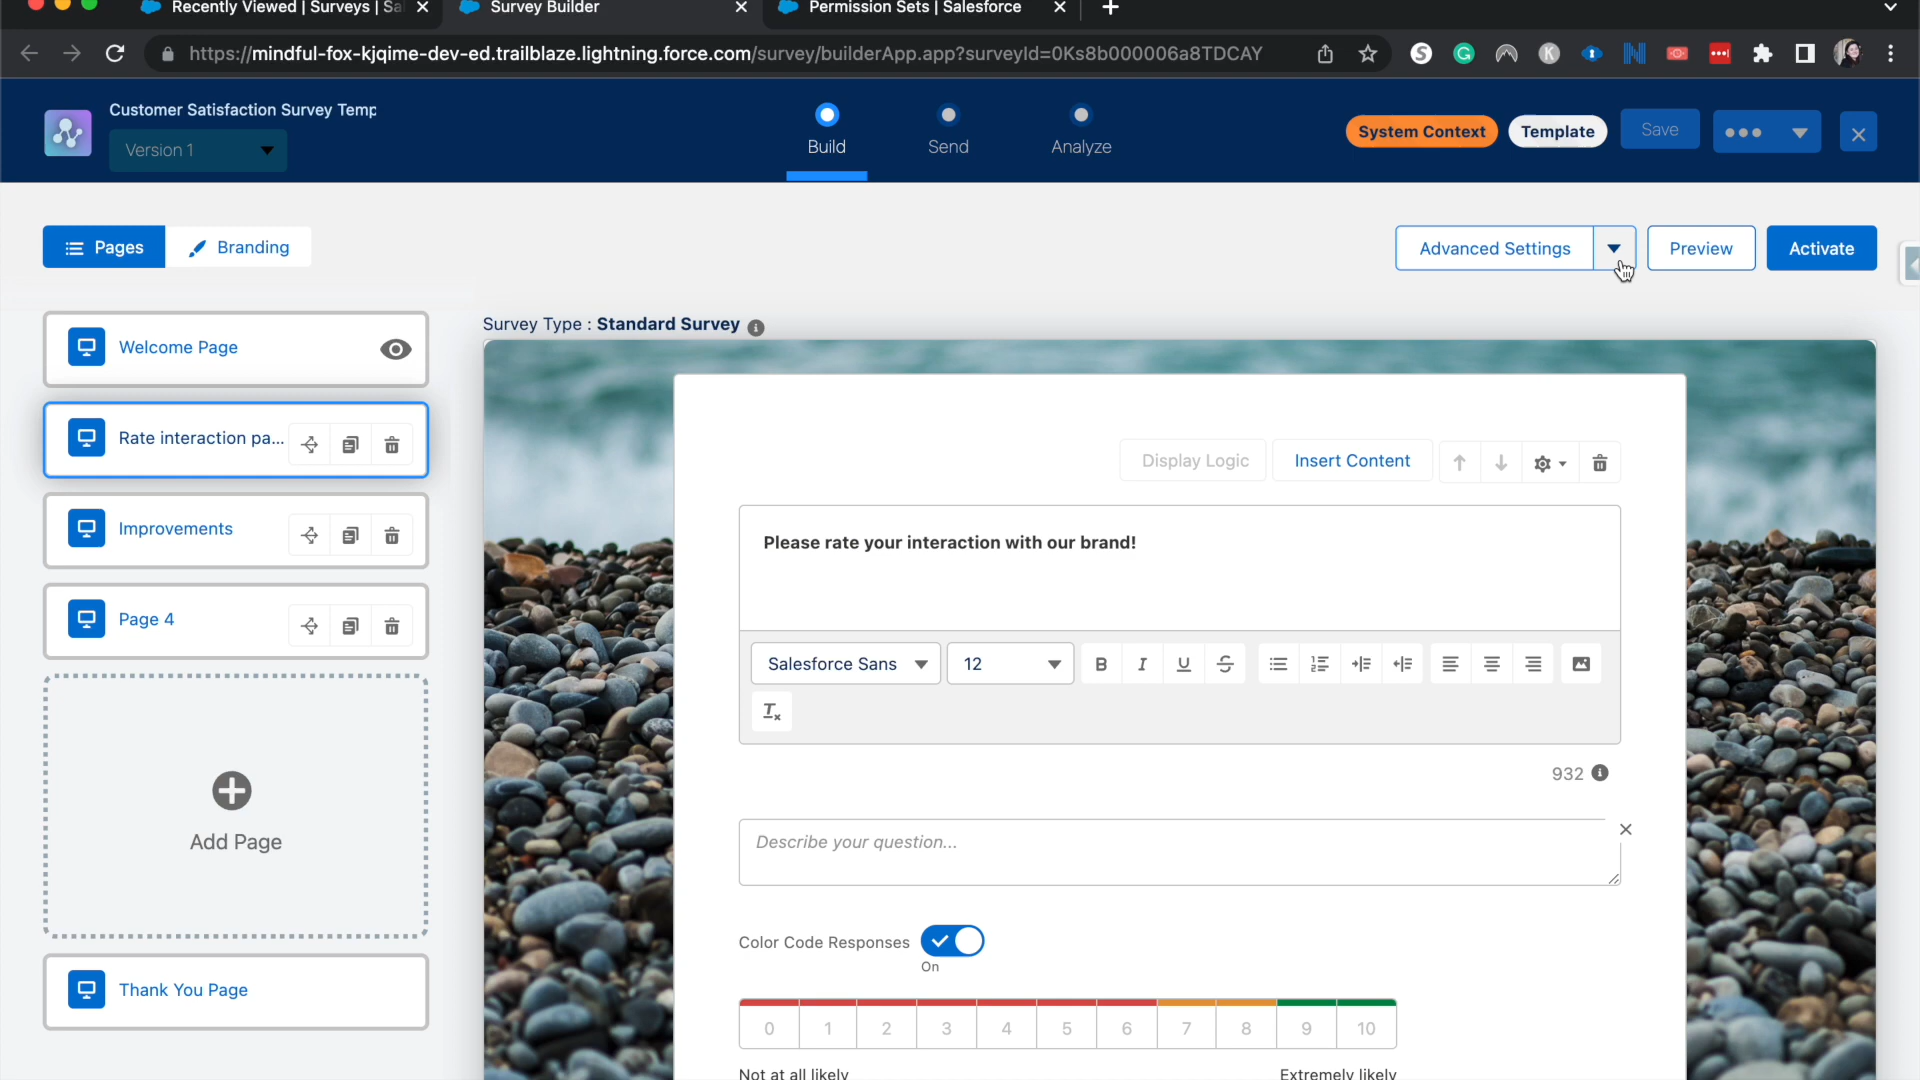 Recently Viewed | Surveys | Sa
Survey Builder
Permission Sets | Salesforce
https://mindful-fox-kjqime-dev-ed.trailblaze.lightning.force.com/survey/builderApp.app?surveyId=0Ks8b000006a8TDCAY
Customer Satisfaction Survey Temp
Version 1
Build
Send
Analyze
System Context
Template
Save
Pages
Branding
Advanced Settings
Preview
Activate
Welcome Page
Rate interaction pa...
Improvements
Page 4
Add Page
Thank You Page
Survey Type : Standard Survey
Display Logic
Insert Content
Please rate your interaction with our brand!
Salesforce Sans
12
B I U S
932
Describe your question...
Color Code Responses
On
0 1 2 3 4 5 6 7 8 9 10
Not at all likely
Extremely likely